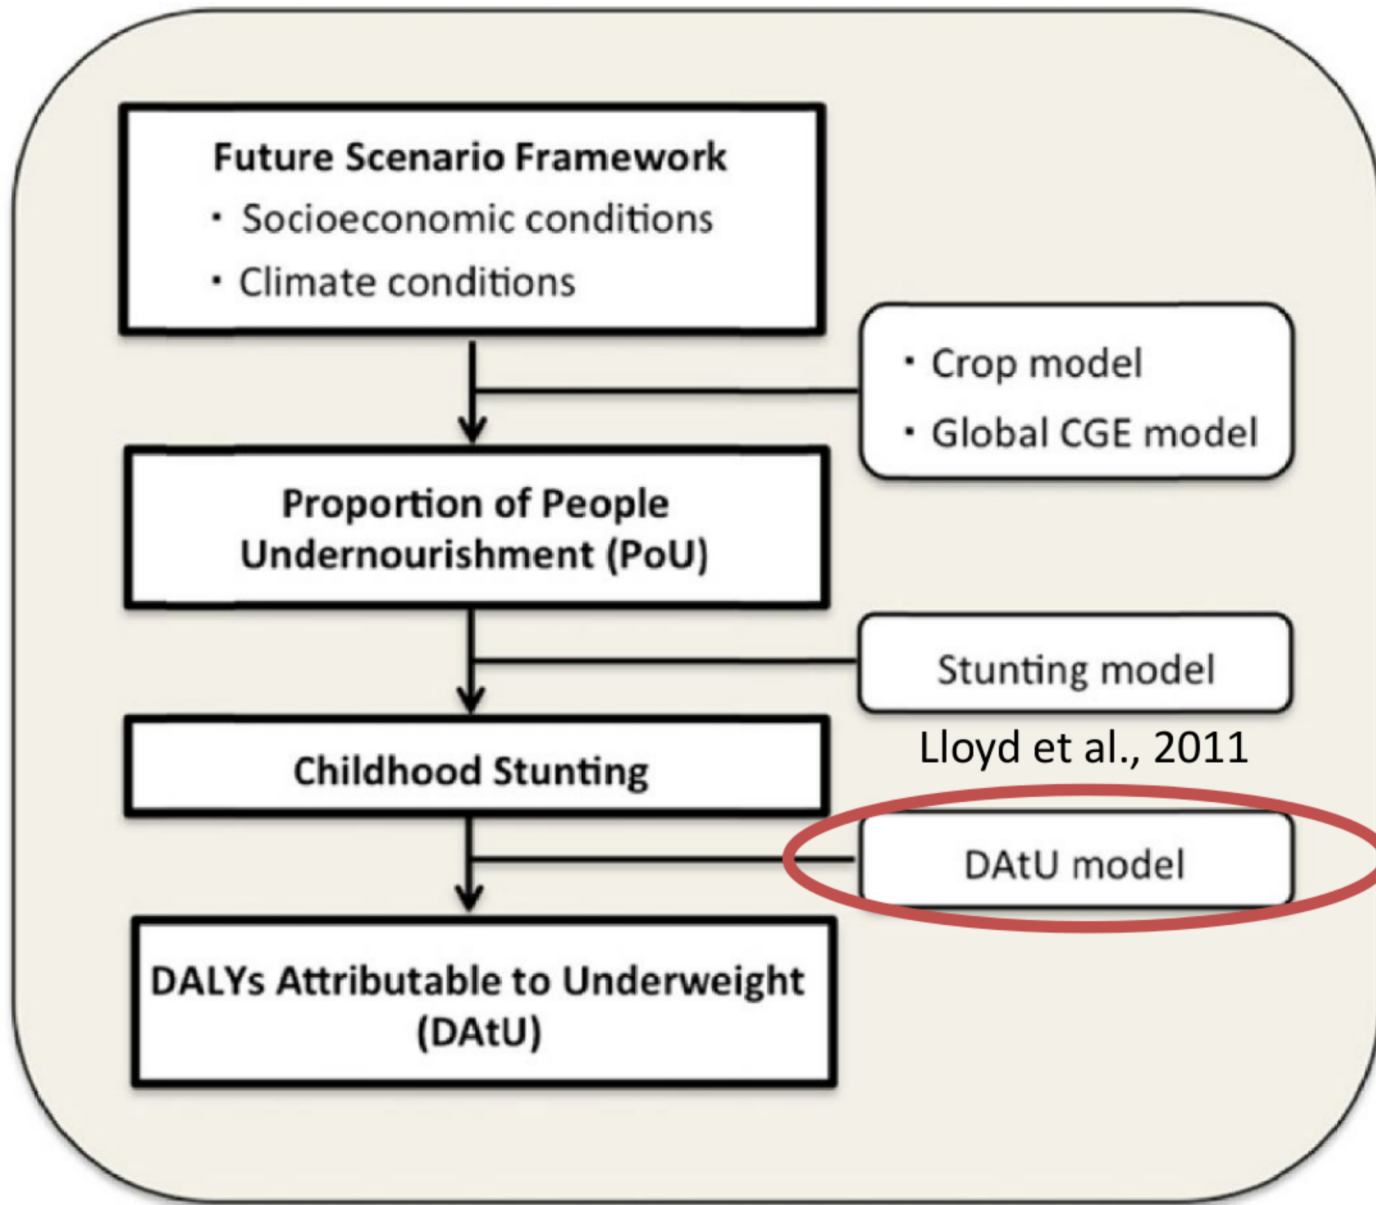 Future Scenario Framework
・ Socioeconomic conditions
・ Climate conditions
・ Crop model
・ Global CGE model
Proportion of People
Undernourishment (PoU)
Stunting model
Lloyd et al., 2011
Childhood Stunting
DAtU model
DALYs Attributable to Underweight
(DAtU)